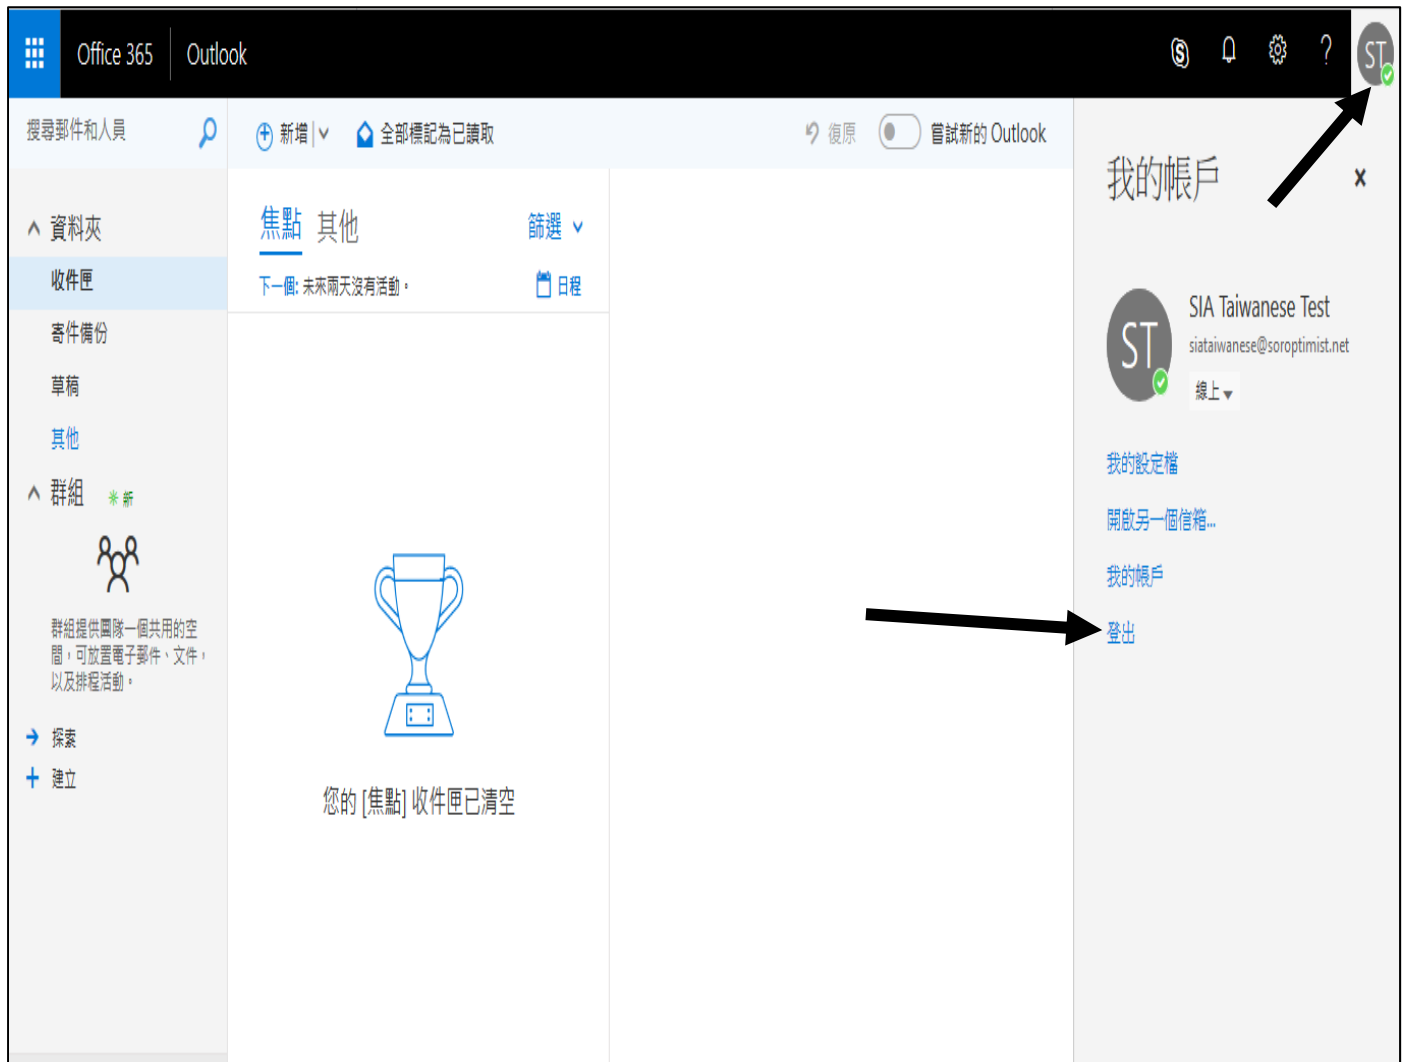 Office 365 Outlook
ST
搜尋郵件和人員
新增 全部標記為已讀取 復原 嘗試新的 Outlook
資料夾
收件匣
寄件備份
草稿
其他
群組 新
群組提供團隊一個共用的空
間，可放置電子郵件、文件，
以及排程活動。
探索
建立
焦點 其他 篩選
下一個: 未來兩天沒有活動。 日程
您的 [焦點] 收件匣已清空
我的帳戶
ST
SIA Taiwanese Test
siataiwanese@soroptimist.net
線上
我的設定檔
開啟另一個信箱...
我的帳戶
登出